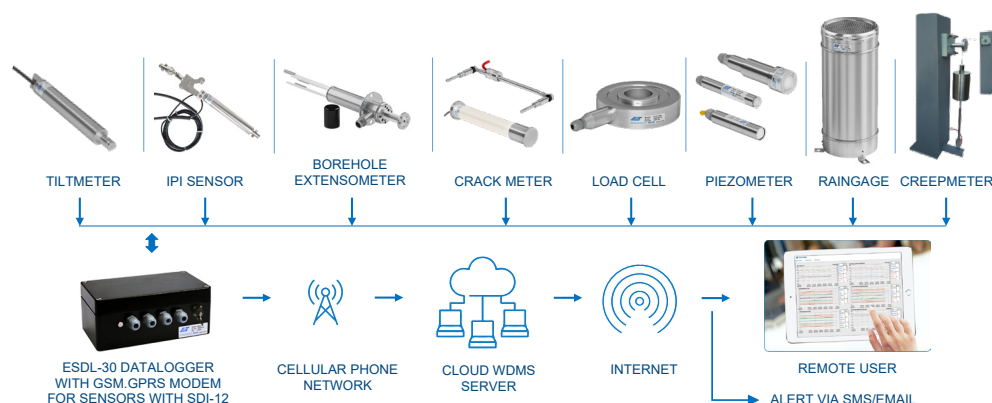 TILTMETER
IPI SENSOR
BOREHOLE
EXTENSOMETER
CRACK METER
LOAD CELL
PIEZOMETER
RAINGAGE
CREEPMETER
ESDL-30 DATALOGGER
WITH GSM.GPRS MODEM
FOR SENSORS WITH SDI-12
CELLULAR PHONE
NETWORK
CLOUD WDMS
SERVER
INTERNET
REMOTE USER
ALERT VIA SMS/EMAIL